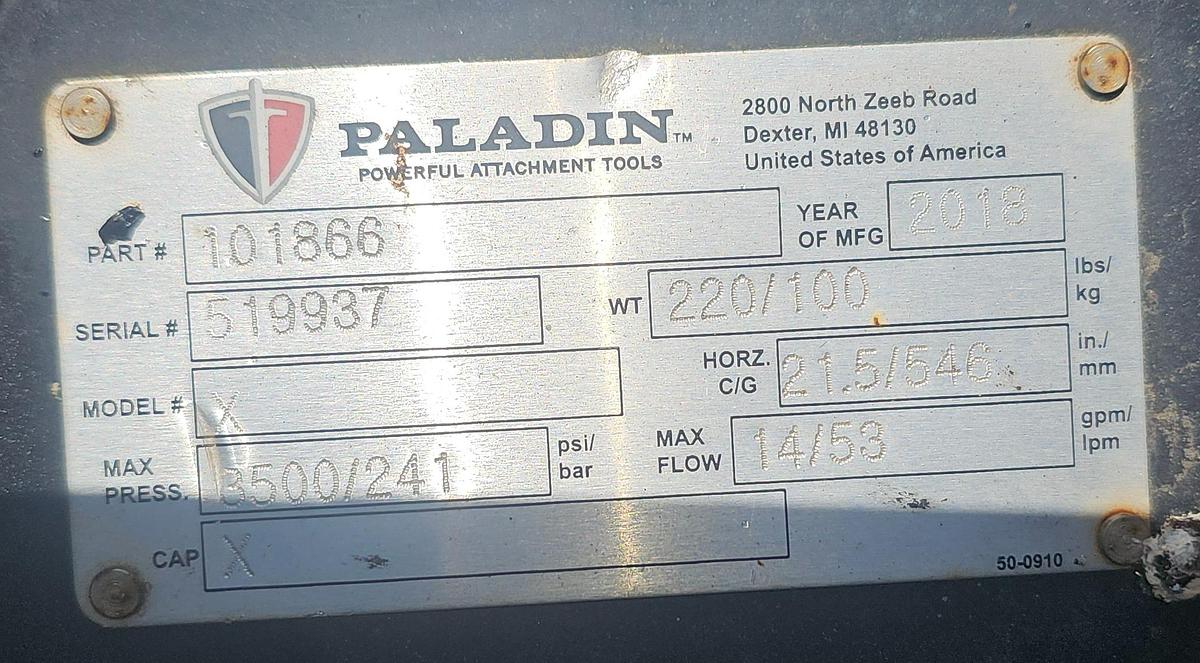 PALADIN™
POWERFUL ATTACHMENT TOOLS
2800 North Zeeb Road
Dexter, MI 48130
United States of America
PART # 101866
YEAR OF MFG 2018
SERIAL # 519937
WT 220/100 lbs/kg
MODEL # X
HORZ. C/G 21.5/546 in./mm
MAX PRESS. 3500/241 psi/bar
MAX FLOW 14/53 gpm/lpm
CAP X
50-0910